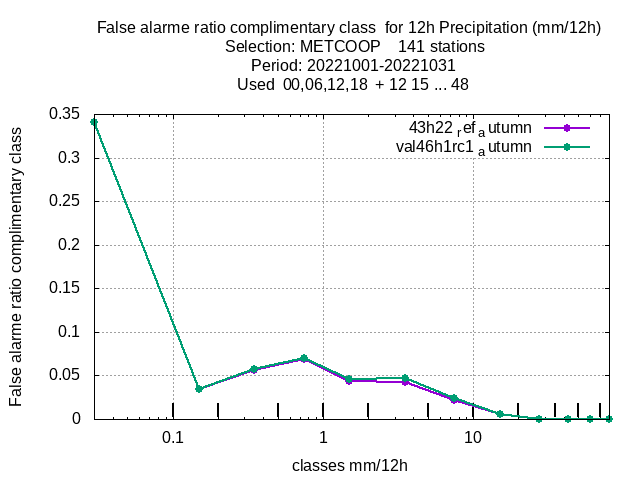 False alarme ratio complimentary class  for 12h Precipitation (mm/12h)
Selection: METCOOP    141 stations
Period: 20221001-20221031
Used  00,06,12,18  + 12 15 ... 48
43h22 ref autumn
val46h1rc1 autumn
0.35
0.3
0.25
0.2
0.15
0.1
0.05
0
False alarme ratio complimentary class
0.1 1 10
classes mm/12h